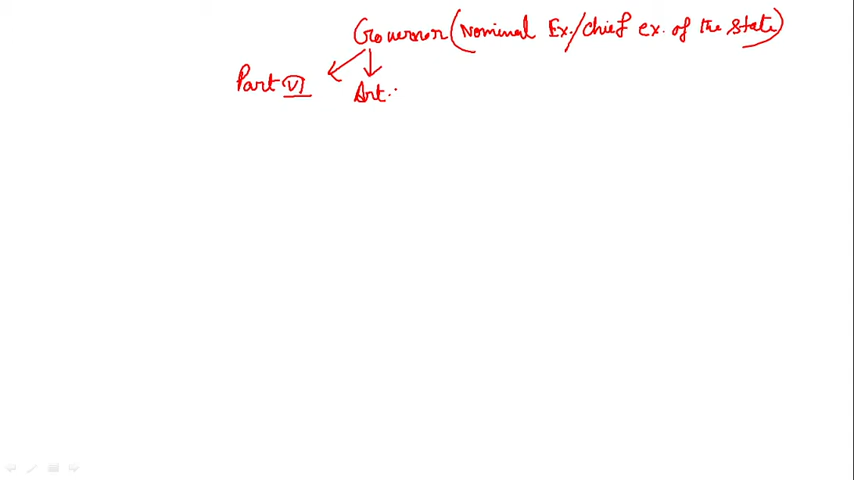 Governor (Nominal Ex./chief ex. of the state)
Part VI Art..